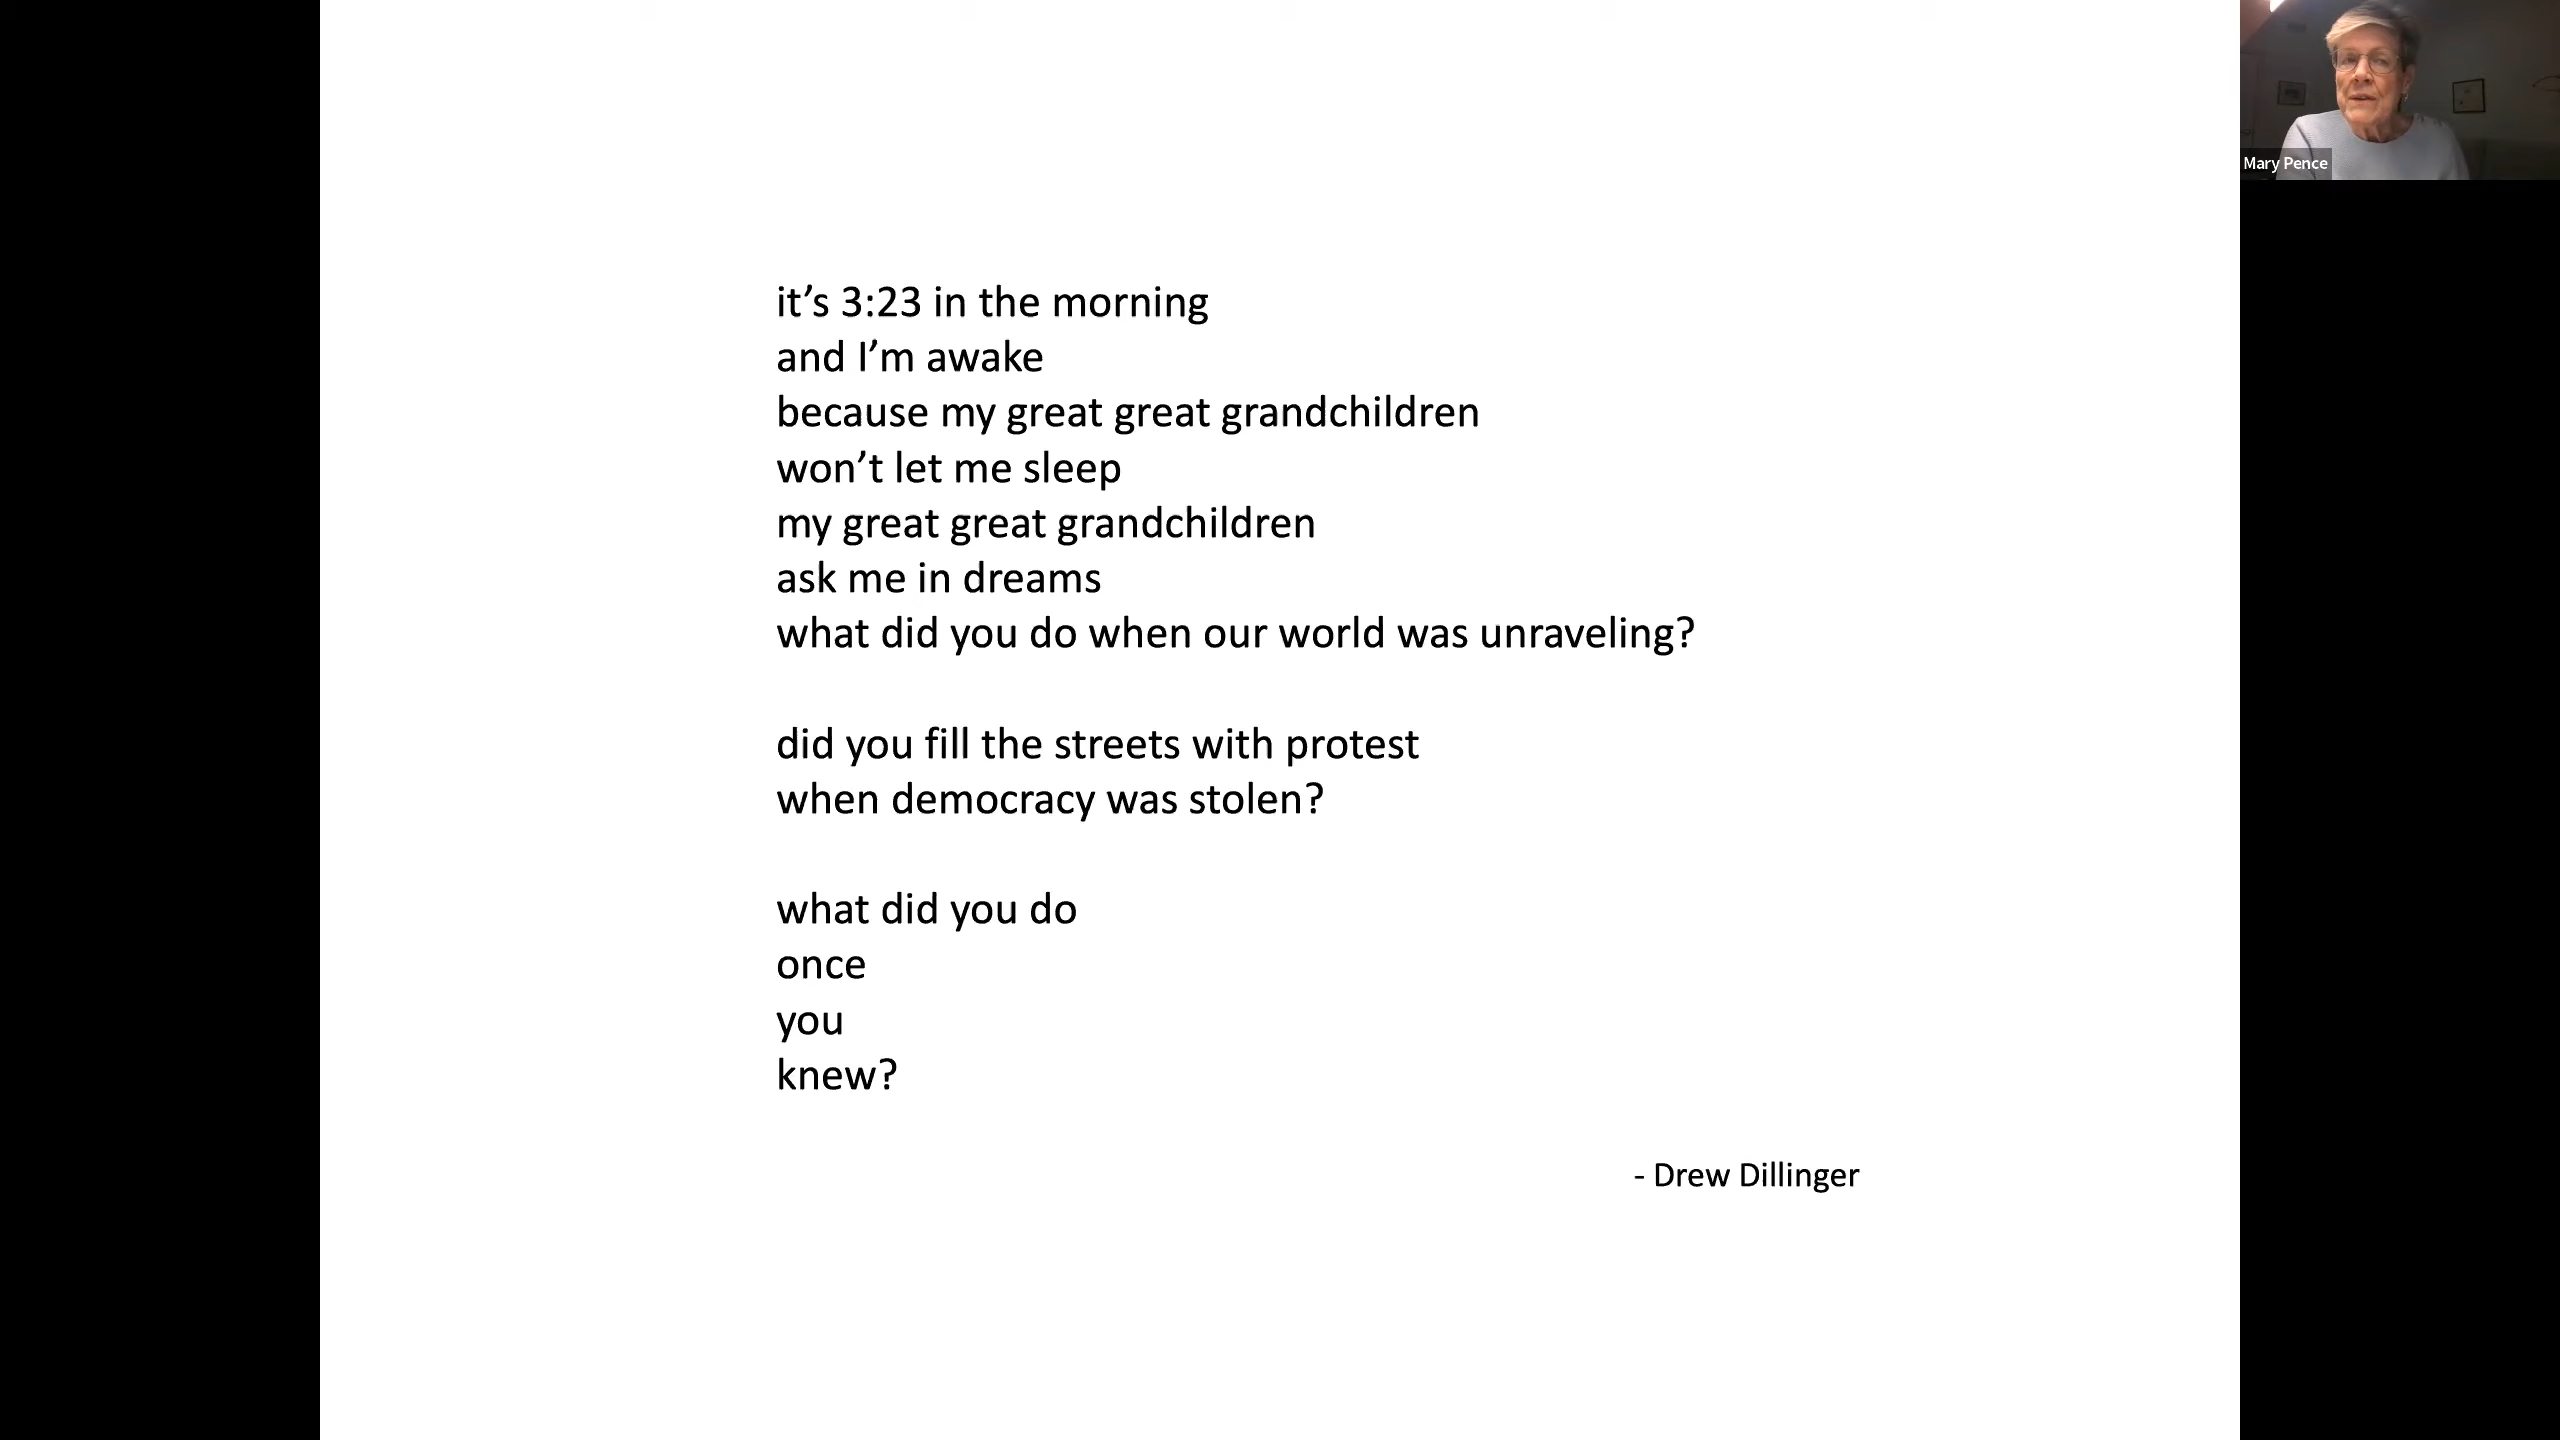 it’s 3:23 in the morning
and I’m awake
because my great great grandchildren
won’t let me sleep
my great great grandchildren
ask me in dreams
what did you do when our world was unraveling?
did you fill the streets with protest
when democracy was stolen?
what did you do
once
you
knew?
- Drew Dillinger
Mary Pence